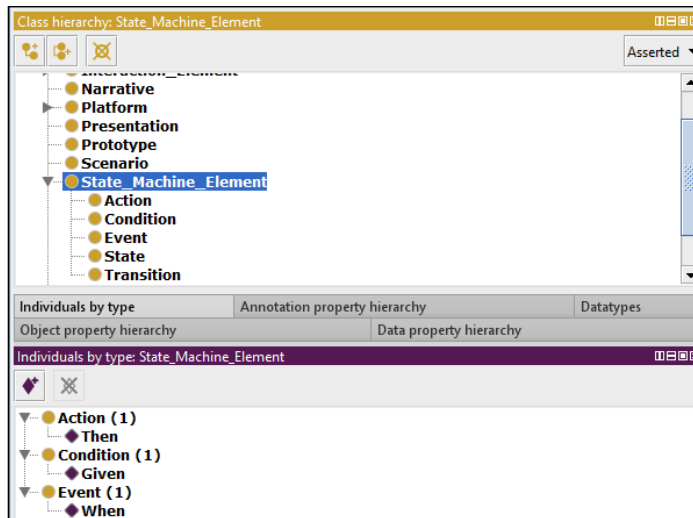 Class hierarchy: State_Machine_Element
Asserted
Interaction_Element
Narrative
Platform
Presentation
Prototype
Scenario
State_Machine_Element
Action
Condition
Event
State
Transition
Individuals by type Annotation property hierarchy Datatypes
Object property hierarchy Data property hierarchy
Individuals by type: State_Machine_Element
Action (1)
Then
Condition (1)
Given
Event (1)
When